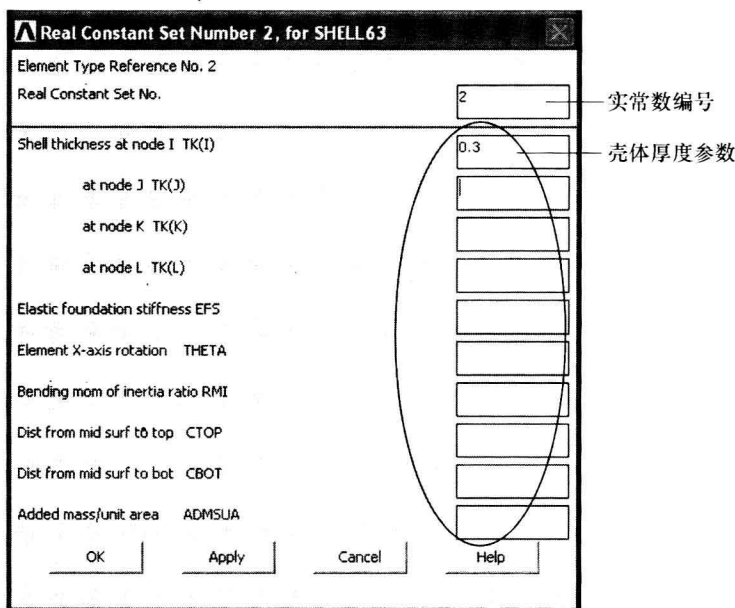 Real Constant Set Number 2, for SHELL63
Element Type Reference No. 2
Real Constant Set No.
2
实常数编号
Shell thickness at node I TK(I)
0.3
壳体厚度参数
at node J TK(J)
at node K TK(K)
at node L TK(L)
Elastic foundation stiffness EFS
Element X-axis rotation THETA
Bending mom of inertia ratio RMI
Dist from mid surf to top CTOP
Dist from mid surf to bot CBOT
Added mass/unit area ADMSUA
OK Apply Cancel Help